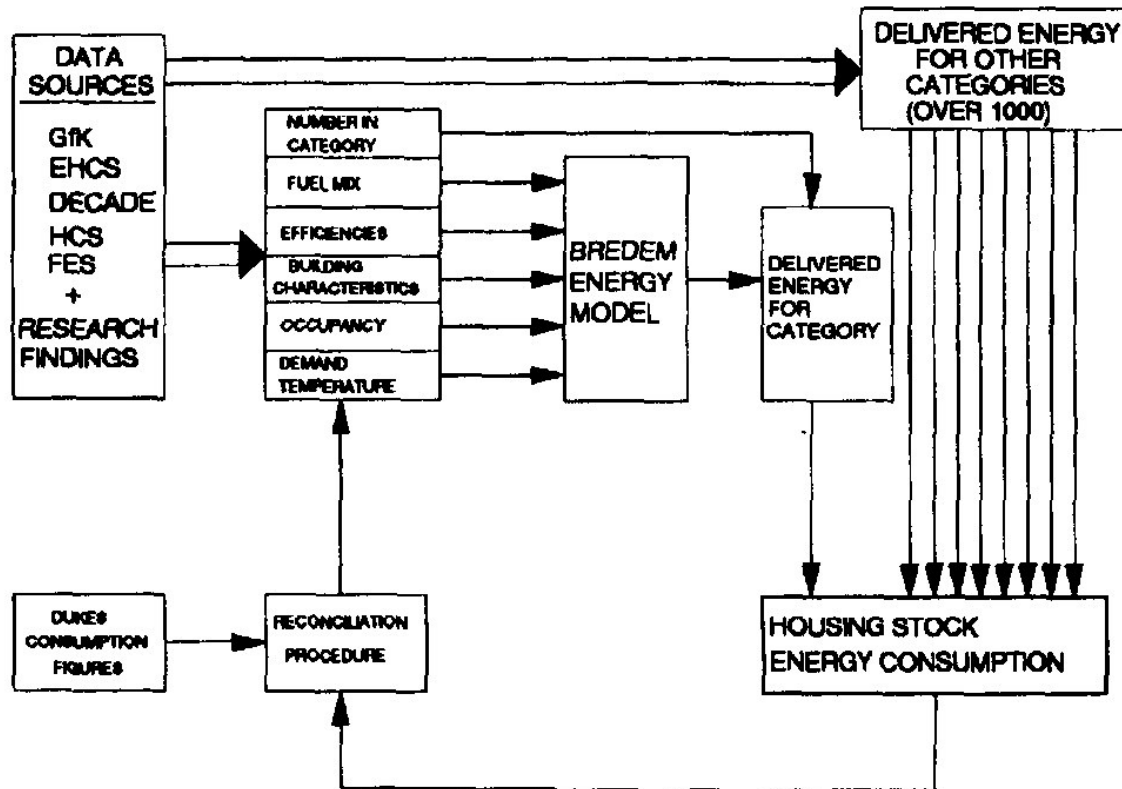 DATA
SOURCES
GfK
EHCS
DECADE
HCS
FES
+
RESEARCH
FINDINGS
NUMBER IN
CATEGORY
FUEL MIX
EFFICIENCIES
BUILDING
CHARACTERISTICS
OCCUPANCY
DEMAND
TEMPERATURE
BREDEM
ENERGY
MODEL
DELIVERED
ENERGY
FOR
CATEGORY
DELIVERED ENERGY
FOR OTHER
CATEGORIES
(OVER 1000)
DUKES
CONSUMPTION
FIGURES
RECONCILIATION
PROCEDURE
HOUSING STOCK
ENERGY CONSUMPTION